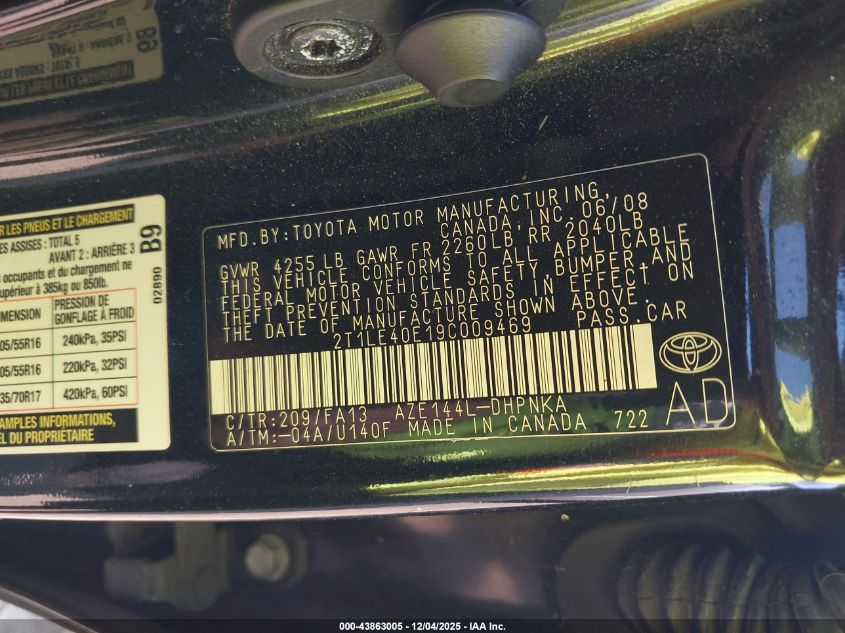 R LES PNEUS ET LE CHARGEMENT
ES ASSISES: TOTAL 5
AVANT 2 : ARRIÈRE 3
occupants et du chargement ne
upérieur à 385kg ou 850lb.
B9
02890
MENSION
PRESSION DE GONFLAGE À FROID
05/55R16 240kPa, 35PSI
05/55R16 220kPa, 32PSI
35/70R17 420kPa, 60PSI
AMPLES INFORMATIONS,
DU PROPRIÉTAIRE
MFD.BY:TOYOTA MOTOR MANUFACTURING,
CANADA, INC. 06/08
GVWR 4255 LB GAWR FR 2260LB RR 2040LB
THIS VEHICLE CONFORMS TO ALL APPLICABLE
FEDERAL MOTOR VEHICLE SAFETY,BUMPER AND
THEFT PREVENTION STANDARDS IN EFFECT ON
THE DATE OF MANUFACTURE SHOWN ABOVE.
2T1LE40E19C009469 PASS.CAR
C/TR:209/FA13 AZE144L-DHPNKA
A/TM:-04A/U140F MADE IN CANADA 722
AD
000-43863005 - 12/04/2025 - IAA Inc.